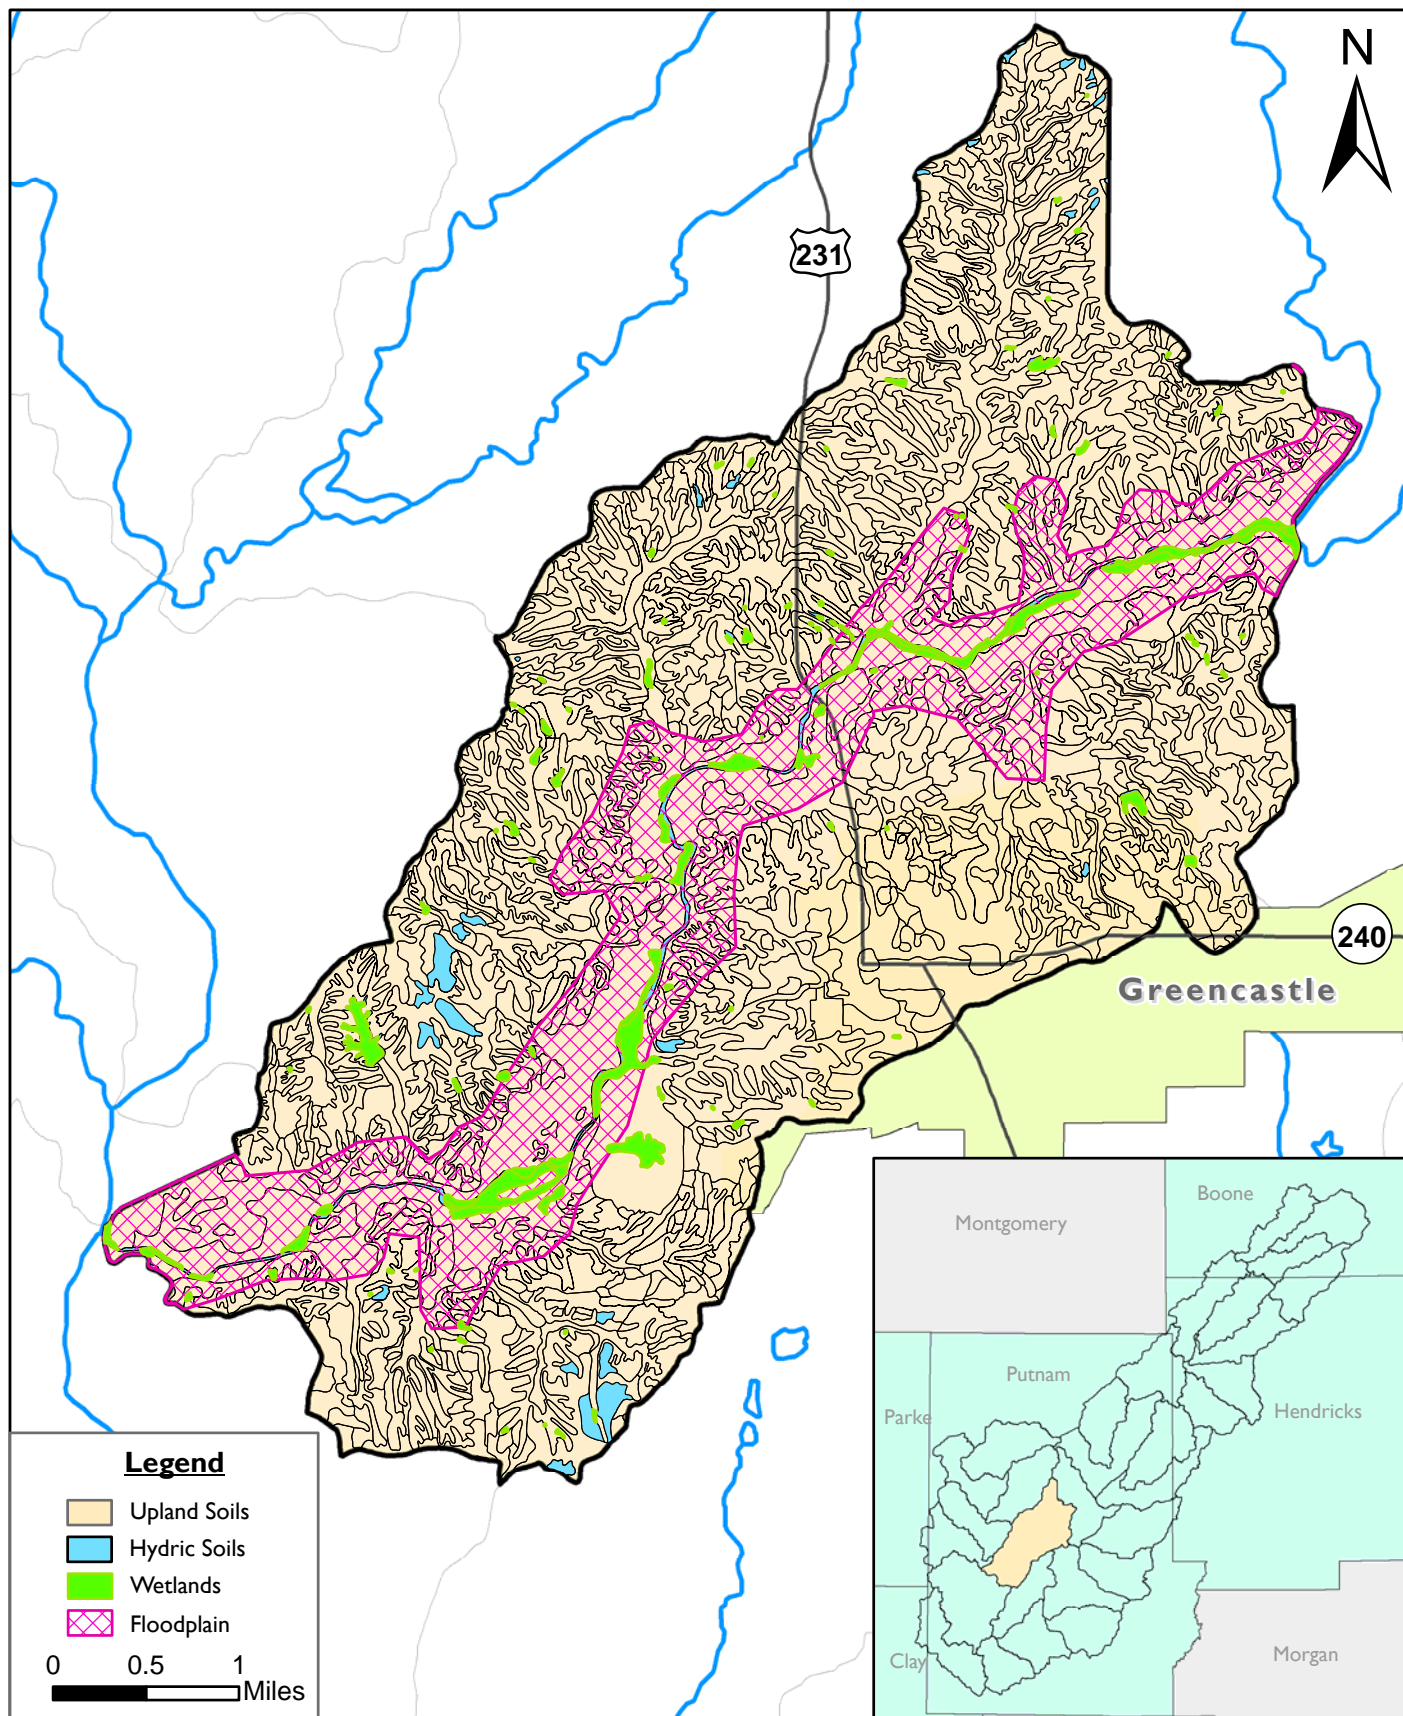 N
231
240
Greencastle
Boone
Montgomery
Putnam
Parke
Hendricks
Clay
Morgan
Legend
Upland Soils
Hydric Soils
Wetlands
Floodplain
0 0.5 1
Miles